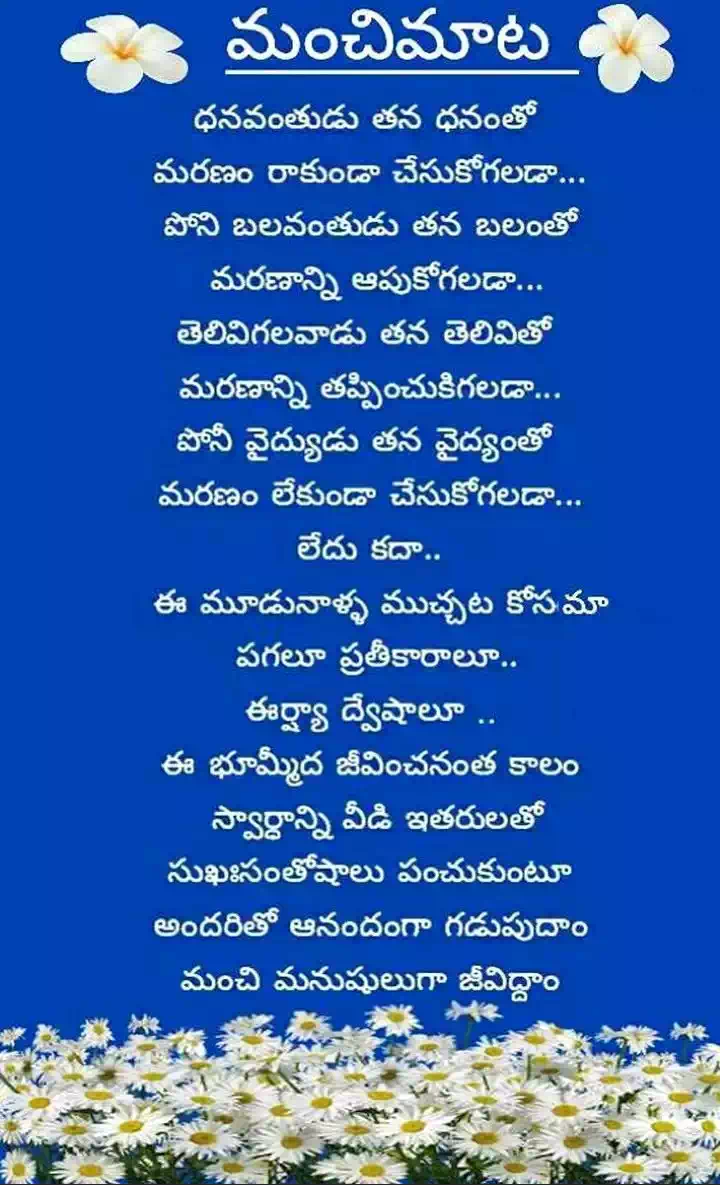 మంచిమాట
ధనవంతుడు తన ధనంతో
మరణం రాకుండా చేసుకోగలడా...
పోని బలవంతుడు తన బలంతో
మరణాన్ని ఆపుకోగలడా...
తెలివిగలవాడు తన తెలివితో
మరణాన్ని తప్పించుకిగలడా...
పోనీ వైద్యుడు తన వైద్యంతో
మరణం లేకుండా చేసుకోగలడా...
లేదు కదా..
ఈ మూడునాళ్ళ ముచ్చట కోసమా
పగలూ ప్రతీకారాలూ..
ఈర్ష్యా ద్వేషాలూ ..
ఈ భూమ్మీద జీవించనంత కాలం
స్వార్ధాన్ని వీడి ఇతరులతో
సుఖఃసంతోషాలు పంచుకుంటూ
అందరితో ఆనందంగా గడుపుదాం
మంచి మనుషులుగా జీవిద్దాం